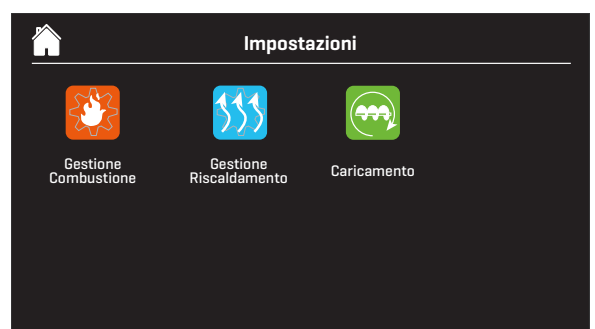 Impostazioni
Gestione
Combustione
Gestione
Riscaldamento
Caricamento